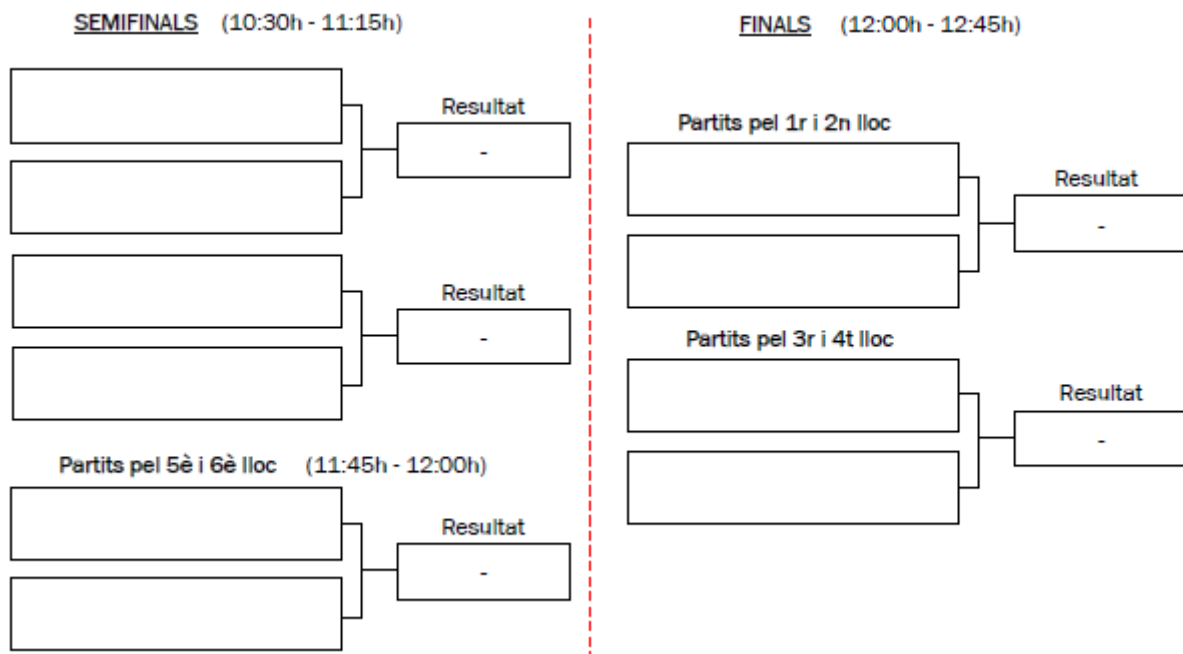 SEMIFINALS (10:30h - 11:15h)
Resultat
-
Resultat
-
Partits pel 5è i 6è lloc (11:45h - 12:00h)
Resultat
-
FINALS (12:00h - 12:45h)
Partits pel 1r i 2n lloc
Resultat
-
Partits pel 3r i 4t lloc
Resultat
-